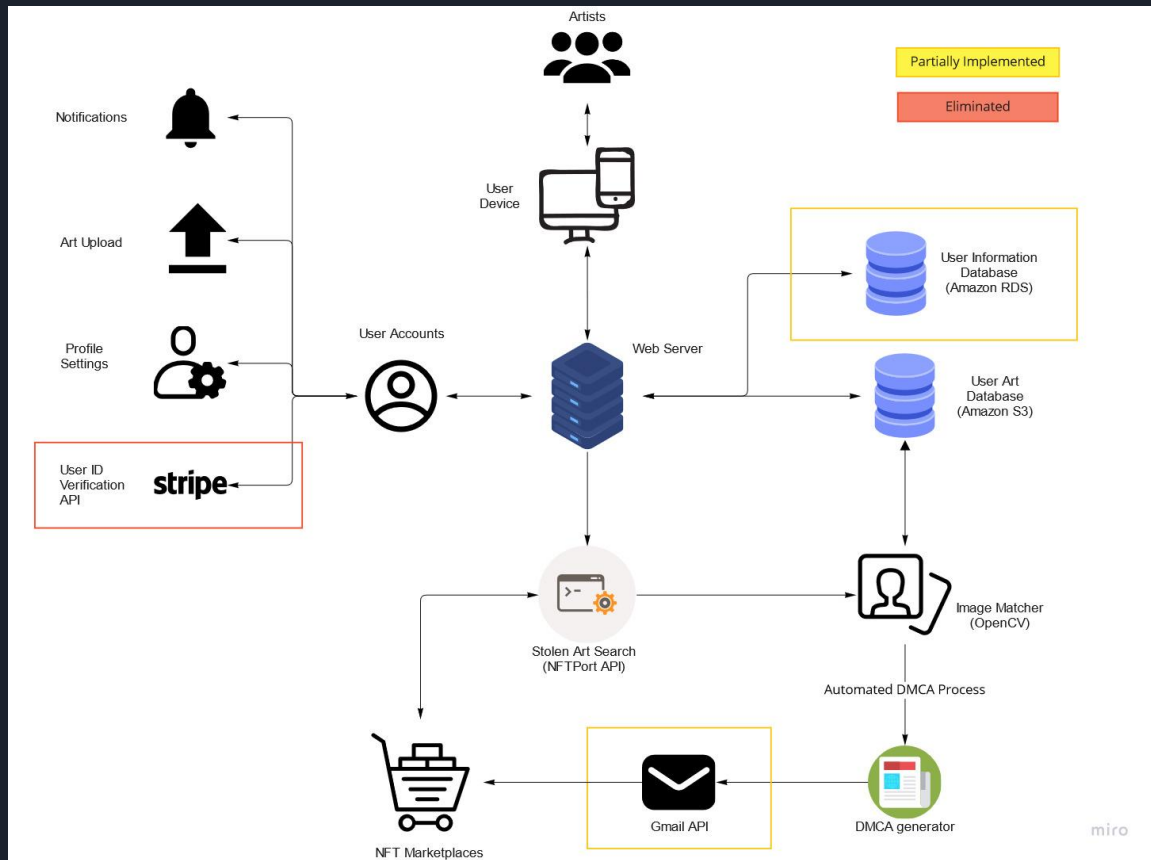 Artists
Partially Implemented
Eliminated
Notifications
User
Device
Art Upload
User Information
Database
(Amazon RDS)
Profile
Settings
User Accounts
Web Server
User Art
Database
(Amazon S3)
User ID
Verification
API
stripe
Stolen Art Search
(NFTPort API)
Image Matcher
(OpenCV)
Automated DMCA Process
NFT Marketplaces
Gmail API
DMCA generator
miro